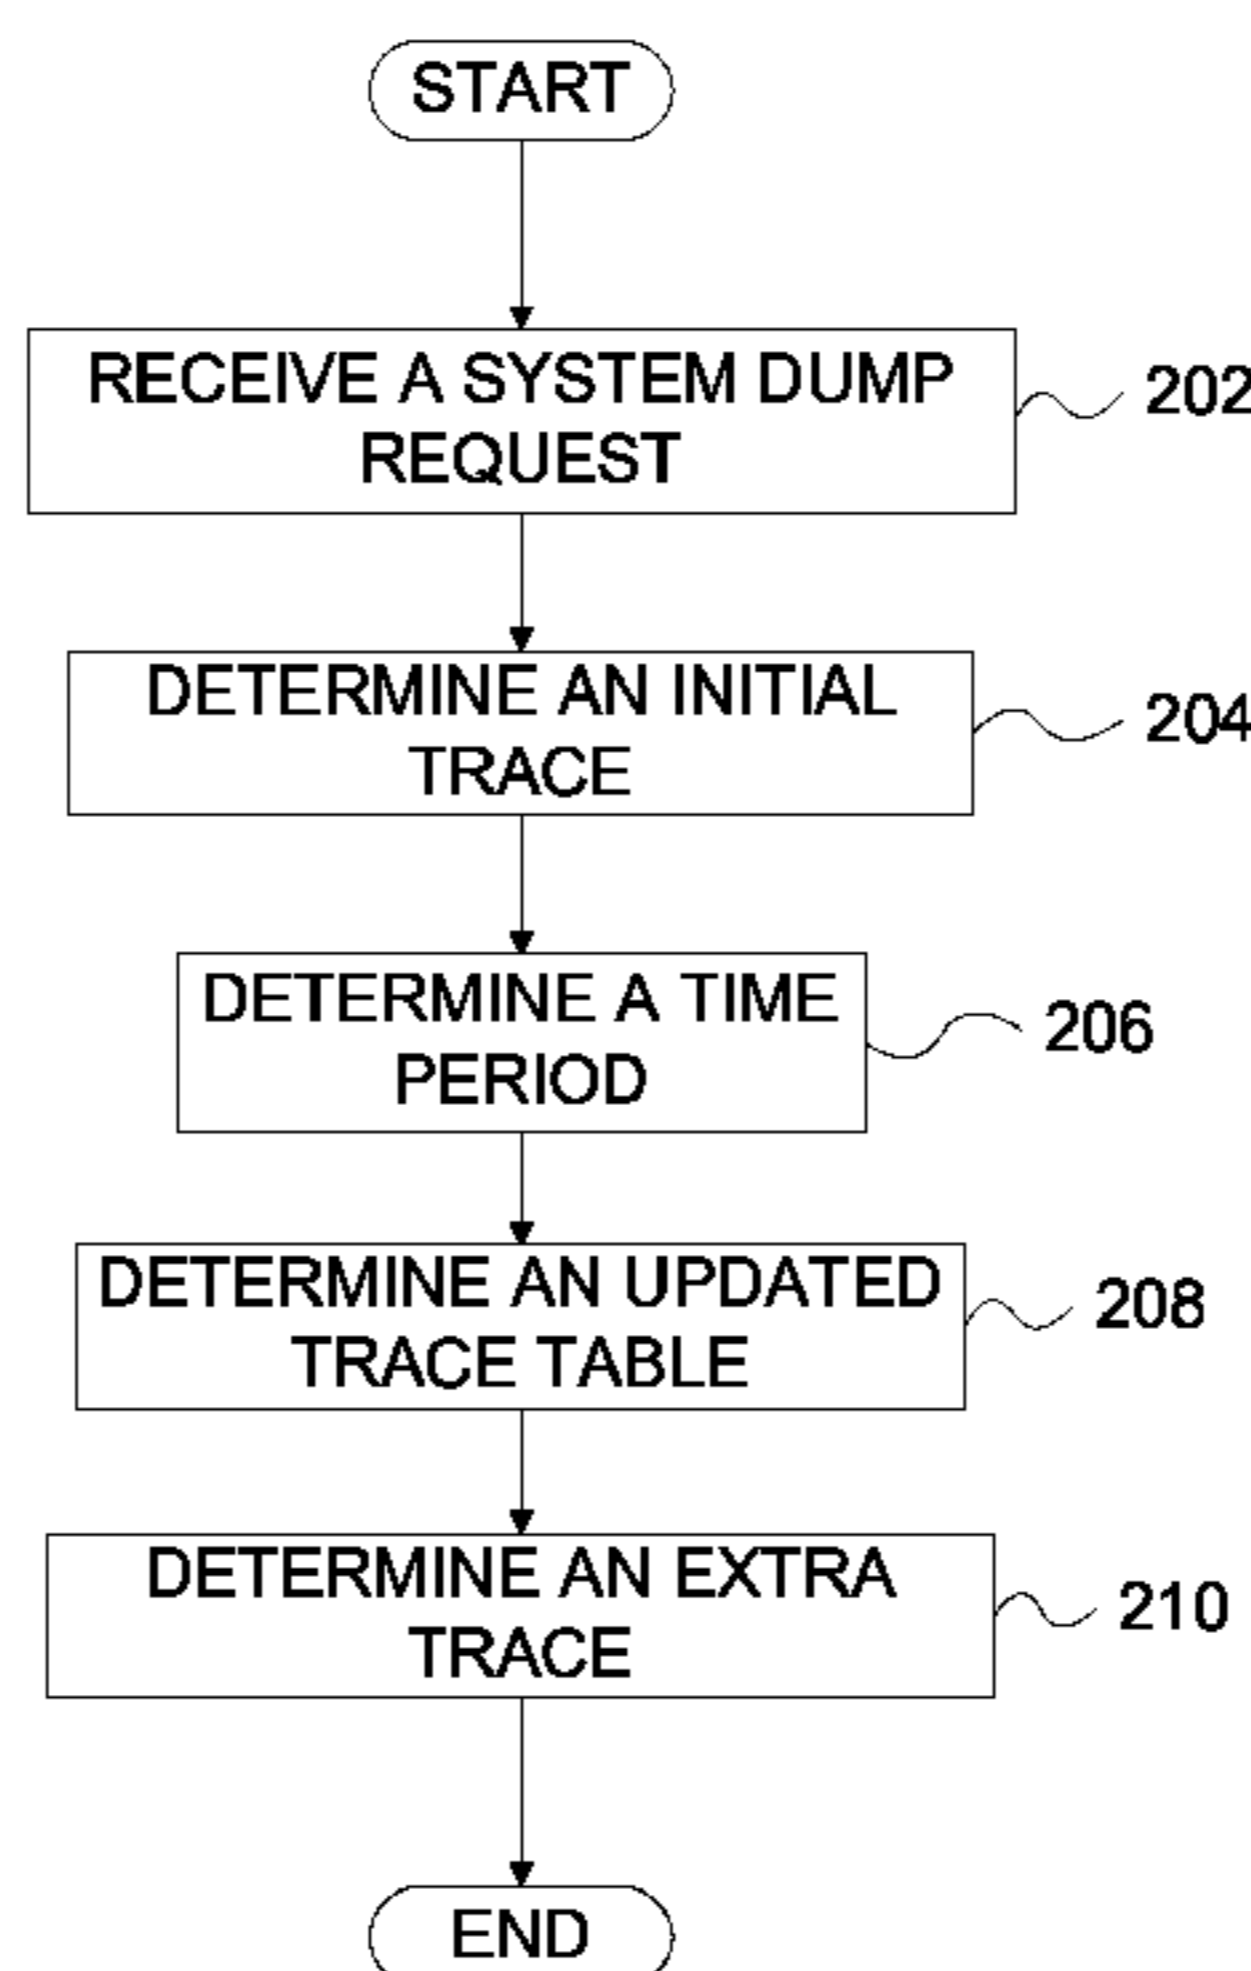 START
RECEIVE A SYSTEM DUMP
REQUEST
202
DETERMINE AN INITIAL
TRACE
204
DETERMINE A TIME
PERIOD
206
DETERMINE AN UPDATED
TRACE TABLE
208
DETERMINE AN EXTRA
TRACE
210
END